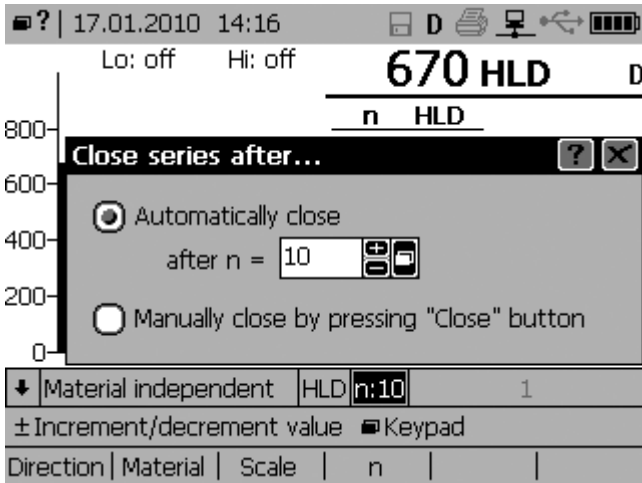 ? | 17.01.2010 14:16 D
Lo: off Hi: off 670 HLD D
n HLD
800
Close series after... ? X
600
Automatically close
400
after n = 10
200
Manually close by pressing "Close" button
0
Material independent HLD n:10 1
± Increment/decrement value Keypad
Direction | Material | Scale | n | |